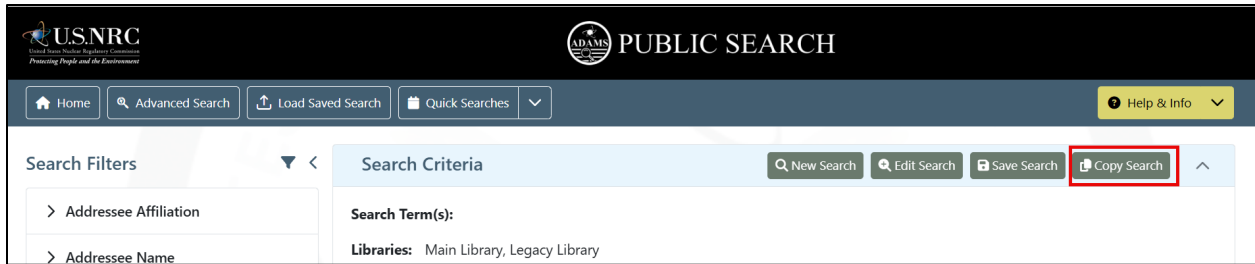 U.S.NRC
United States Nuclear Regulatory Commission
Protecting People and the Environment
ADAMS
PUBLIC SEARCH
Home
Advanced Search
Load Saved Search
Quick Searches
Help & Info
Search Filters
Search Criteria
New Search
Edit Search
Save Search
Copy Search
Addressee Affiliation
Search Term(s):
Libraries: Main Library, Legacy Library
Addressee Name